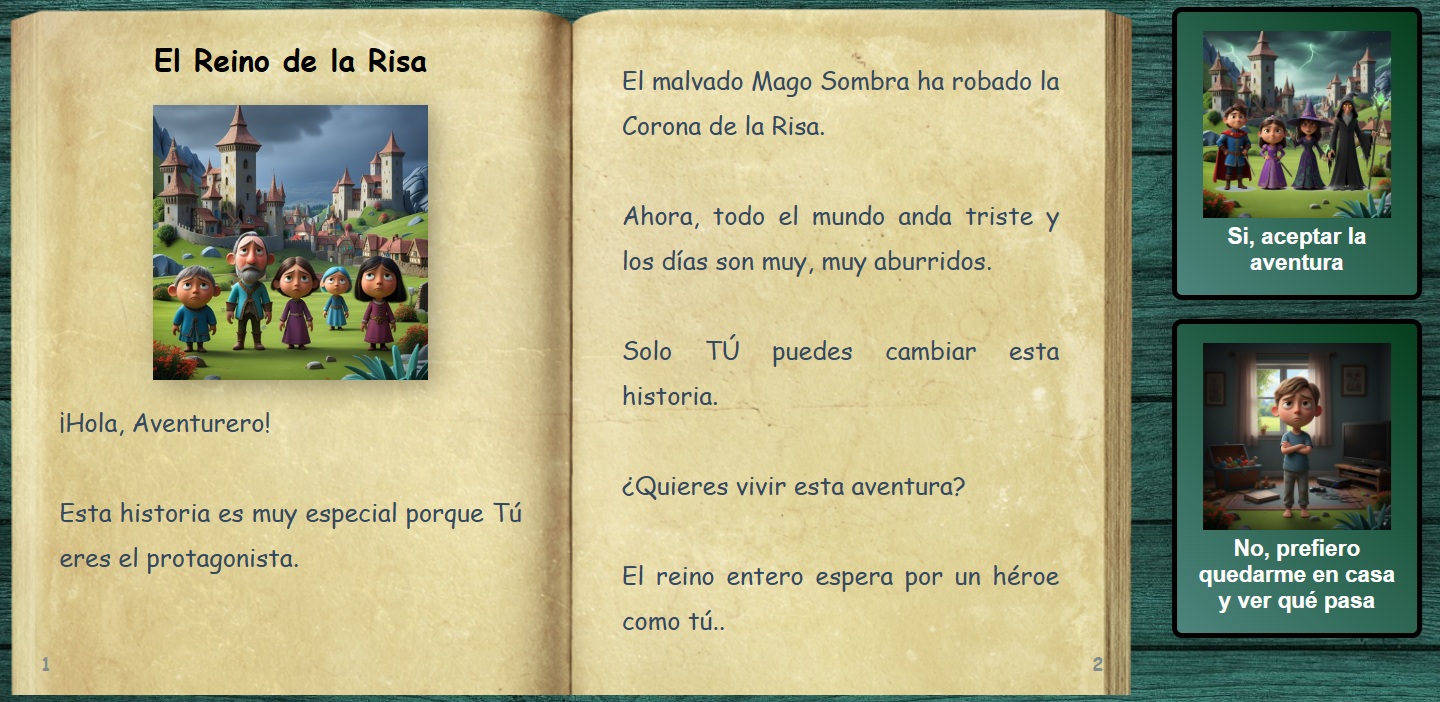 El Reino de la Risa
¡Hola, Aventurero!
Esta historia es muy especial porque Tú
eres el protagonista.
1
El malvado Mago Sombra ha robado la
Corona de la Risa.
Ahora, todo el mundo anda triste y
los días son muy, muy aburridos.
Solo TÚ puedes cambiar esta
historia.
¿Quieres vivir esta aventura?
El reino entero espera por un héroe
como tú..
2
Si, aceptar la
aventura
No, prefiero
quedarme en casa
y ver qué pasa